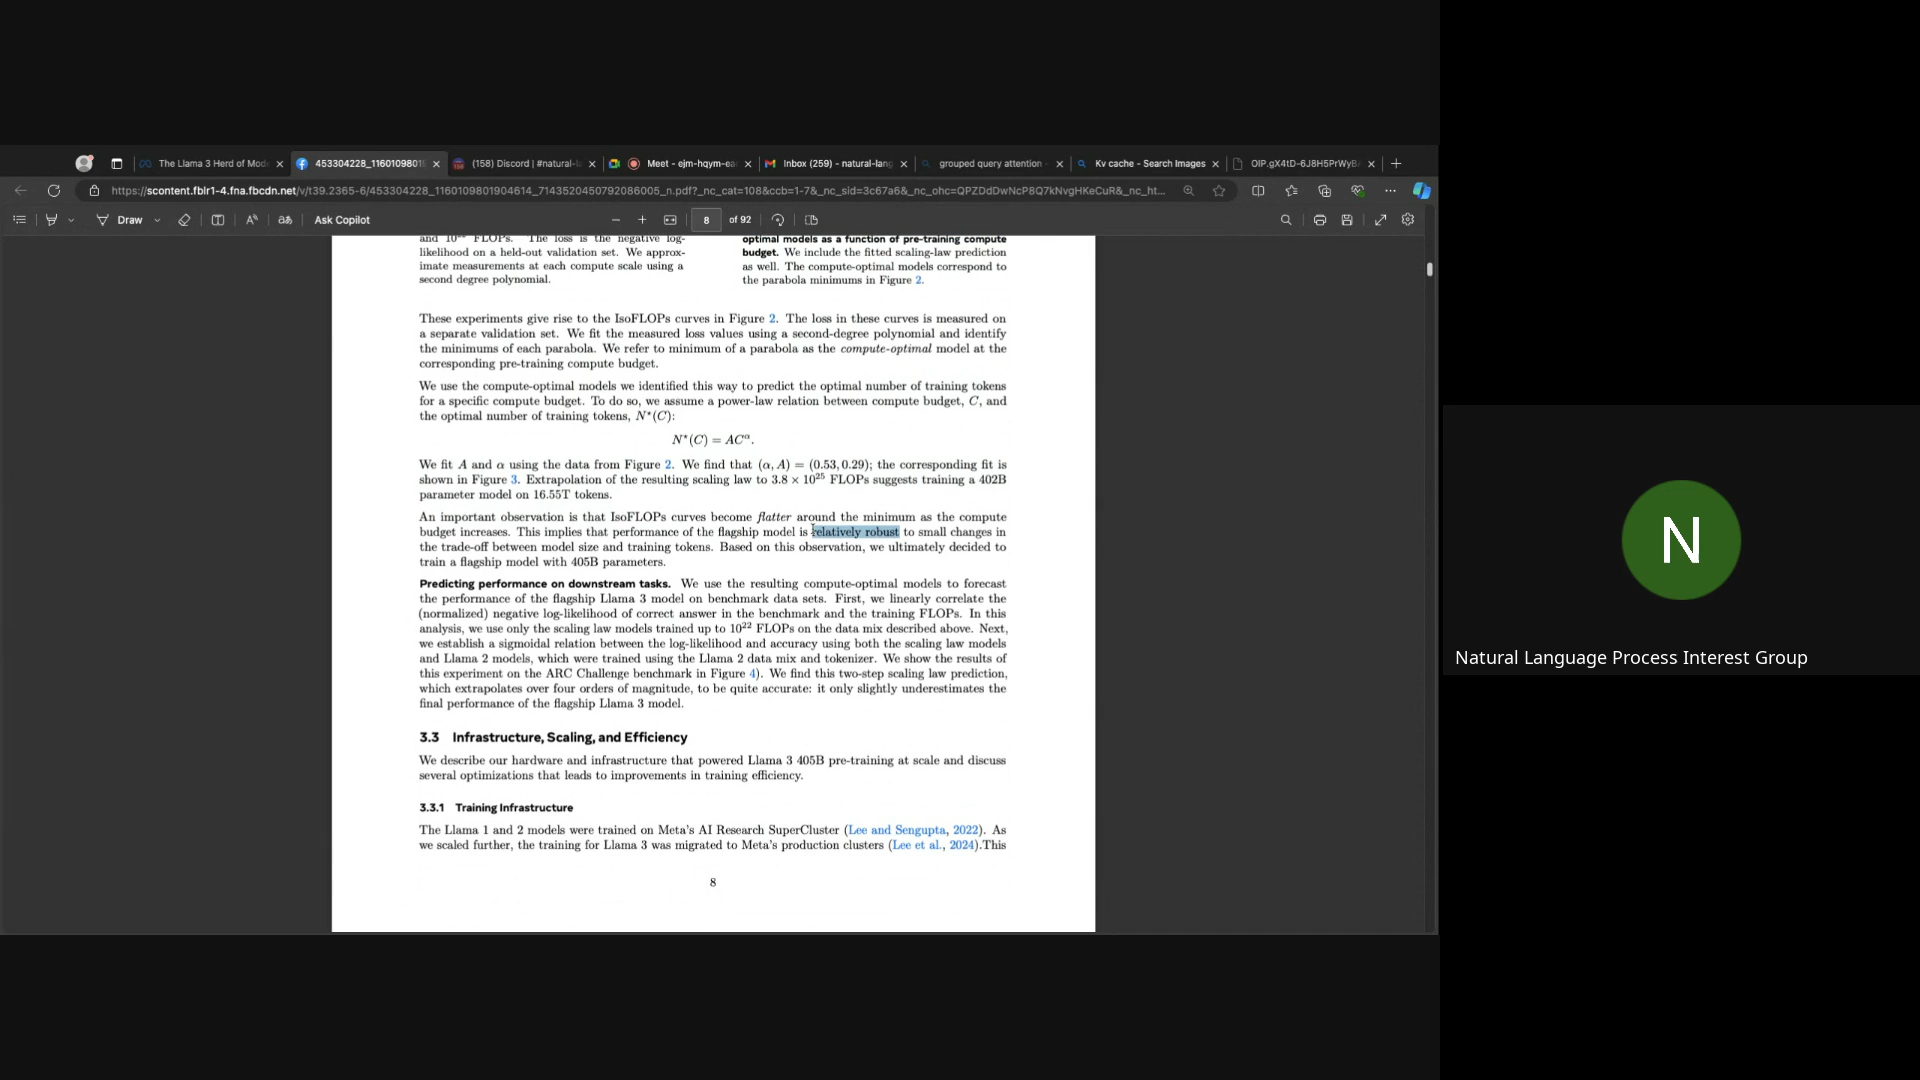 The Llama 3 Herd of Mod
453304228_1160109801
(158) Discord | #natural-l
Meet - ejm-hqym-ea
Inbox (259) - natural-lang
grouped query attention -
Kv cache - Search Images
OIP.gX4tD-6J8H5PrWyB
https://scontent.fblr1-4.fna.fbcdn.net/v/t39.2365-6/453304228_1160109801904614_7143520450792086005_n.pdf?_nc_cat=108&ccb=1-7&_nc_sid=3c67a6&_nc_ohc=QPZDdDwNcP8Q7kNvgHKeCuR&_nc_ht...
Draw
Ask Copilot
8 of 92
and 10²² FLOPs. The loss is the negative log-
likelihood on a held-out validation set. We approx-
imate measurements at each compute scale using a
second degree polynomial.
optimal models as a function of pre-training compute
budget. We include the fitted scaling-law prediction
as well. The compute-optimal models correspond to
the parabola minimums in Figure 2.
These experiments give rise to the IsoFLOPs curves in Figure 2. The loss in these curves is measured on
a separate validation set. We fit the measured loss values using a second-degree polynomial and identify
the minimums of each parabola. We refer to minimum of a parabola as the compute-optimal model at the
corresponding pre-training compute budget.
We use the compute-optimal models we identified this way to predict the optimal number of training tokens
for a specific compute budget. To do so, we assume a power-law relation between compute budget, C, and
the optimal number of training tokens, N*(C):
N*(C) = ACᵅ.
We fit A and α using the data from Figure 2. We find that (α, A) = (0.53, 0.29); the corresponding fit is
shown in Figure 3. Extrapolation of the resulting scaling law to 3.8 × 10²⁵ FLOPs suggests training a 402B
parameter model on 16.55T tokens.
An important observation is that IsoFLOPs curves become flatter around the minimum as the compute
budget increases. This implies that performance of the flagship model is relatively robust to small changes in
the trade-off between model size and training tokens. Based on this observation, we ultimately decided to
train a flagship model with 405B parameters.
Predicting performance on downstream tasks. We use the resulting compute-optimal models to forecast
the performance of the flagship Llama 3 model on benchmark data sets. First, we linearly correlate the
(normalized) negative log-likelihood of correct answer in the benchmark and the training FLOPs. In this
analysis, we use only the scaling law models trained up to 10²² FLOPs on the data mix described above. Next,
we establish a sigmoidal relation between the log-likelihood and accuracy using both the scaling law models
and Llama 2 models, which were trained using the Llama 2 data mix and tokenizer. We show the results of
this experiment on the ARC Challenge benchmark in Figure 4). We find this two-step scaling law prediction,
which extrapolates over four orders of magnitude, to be quite accurate: it only slightly underestimates the
final performance of the flagship Llama 3 model.
3.3 Infrastructure, Scaling, and Efficiency
We describe our hardware and infrastructure that powered Llama 3 405B pre-training at scale and discuss
several optimizations that leads to improvements in training efficiency.
3.3.1 Training Infrastructure
The Llama 1 and 2 models were trained on Meta's AI Research SuperCluster (Lee and Sengupta, 2022). As
we scaled further, the training for Llama 3 was migrated to Meta's production clusters (Lee et al., 2024).This
8
N
Natural Language Process Interest Group